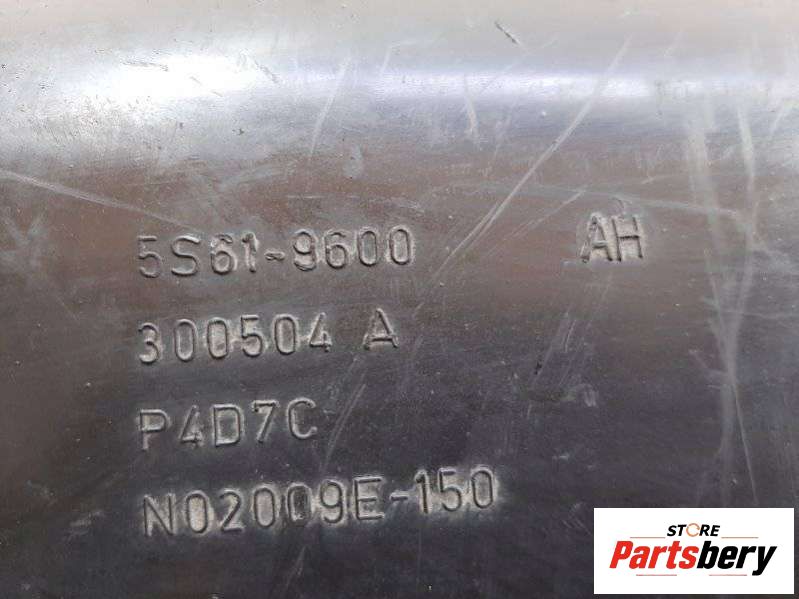 5S61-9600 AH
300504 A
P4D7C
N02009E-150
STORE
Partsbery